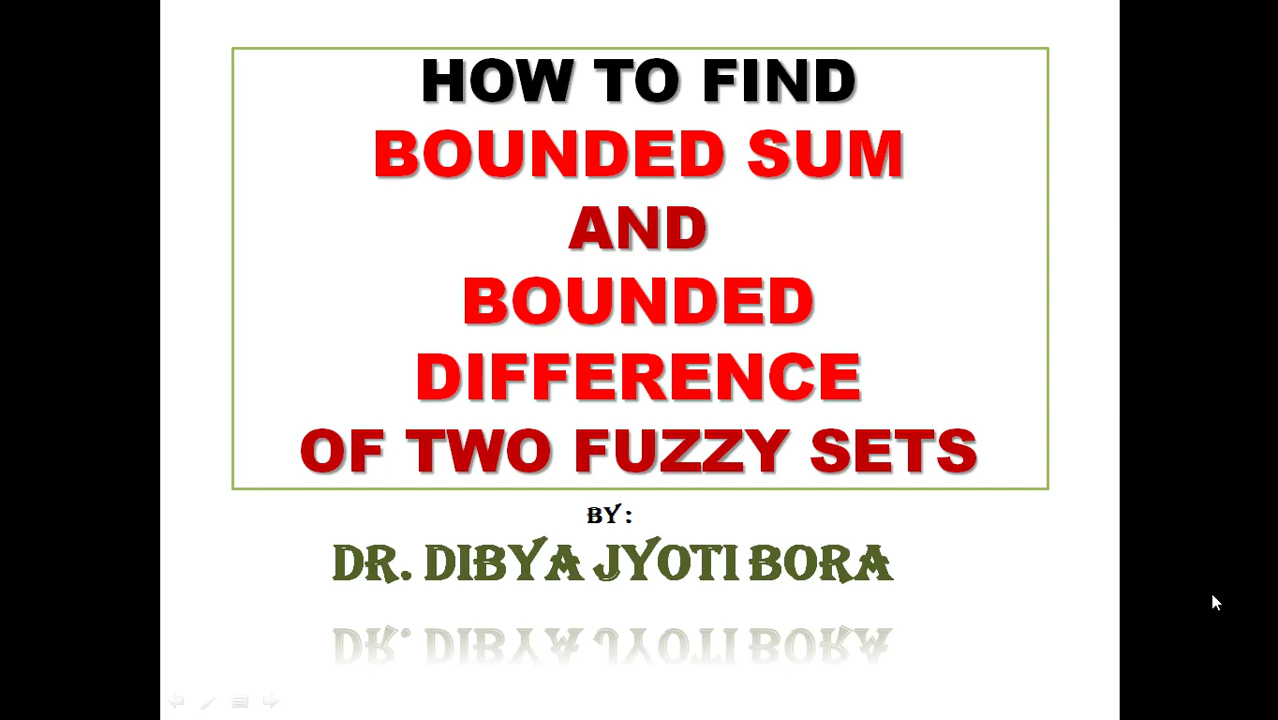 HOW TO FIND
BOUNDED SUM
AND
BOUNDED
DIFFERENCE
OF TWO FUZZY SETS
BY:
DR. DIBYA JYOTI BORA